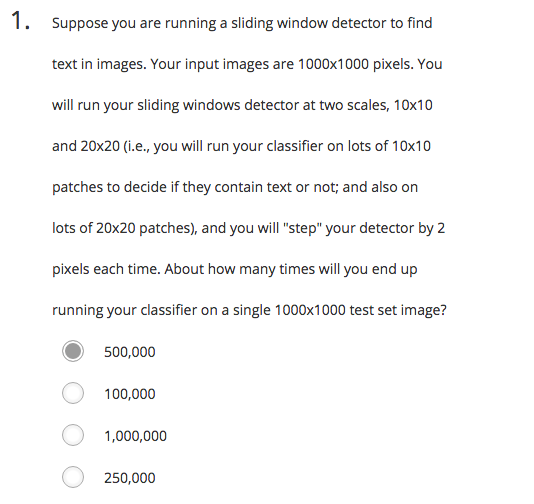 1. Suppose you are running a sliding window detector to find
text in images. Your input images are 1000x1000 pixels. You
will run your sliding windows detector at two scales, 10x10
and 20x20 (i.e., you will run your classifier on lots of 10x10
patches to decide if they contain text or not; and also on
lots of 20x20 patches), and you will "step" your detector by 2
pixels each time. About how many times will you end up
running your classifier on a single 1000x1000 test set image?
500,000
100,000
1,000,000
250,000